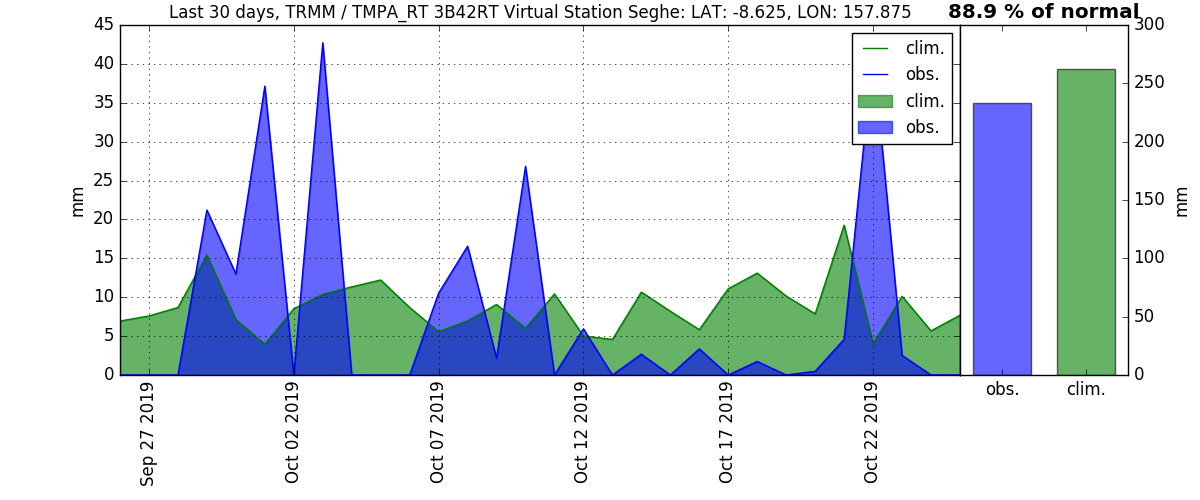 Last 30 days, TRMM / TMPA_RT 3B42RT Virtual Station Seghe: LAT: -8.625, LON: 157.875
88.9 % of normal
45
40
35
30
25
20
15
10
5
0
mm
clim.
obs.
clim.
obs.
Sep 27 2019
Oct 02 2019
Oct 07 2019
Oct 12 2019
Oct 17 2019
Oct 22 2019
300
250
200
150
100
50
0
mm
obs.
clim.